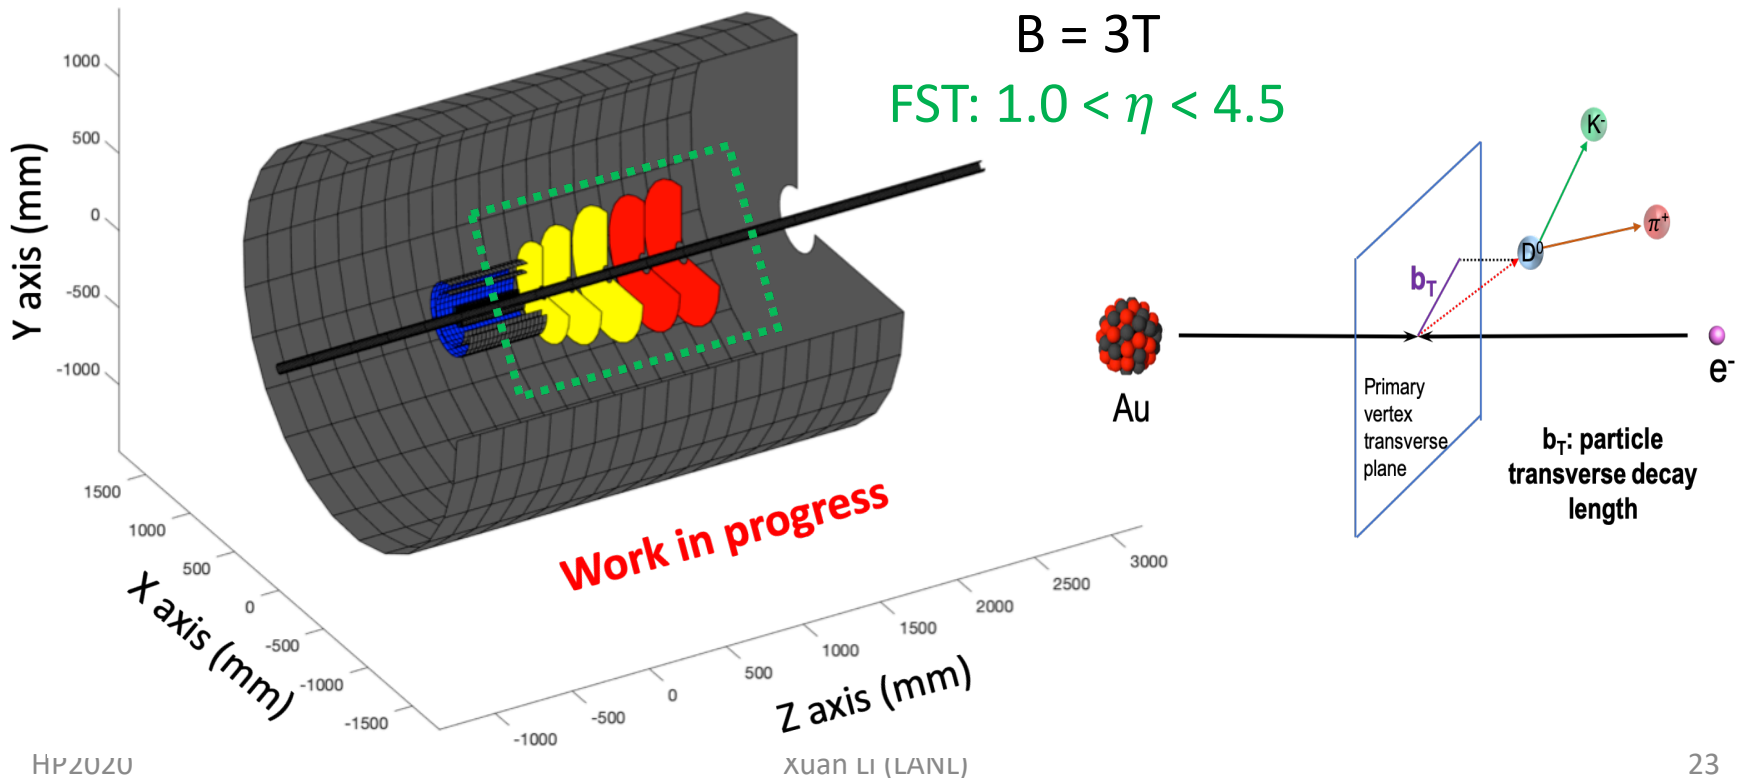 B = 3T
FST: 1.0 < η < 4.5
Y axis (mm)
1000
500
0
-500
-1000
1500
1000
500
0
-500
-1000
-1500
X axis (mm)
-1000
-500
0
500
1000
1500
2000
2500
3000
Z axis (mm)
Work in progress
K-
π+
D0
bT
Au
e-
Primary
vertex
transverse
plane
bT: particle
transverse decay
length
HP2020
Xuan Li (LANL)
23